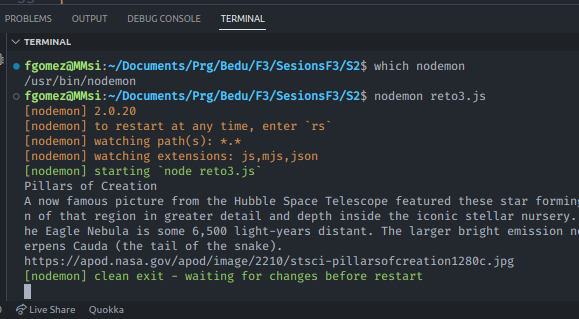 PROBLEMS OUTPUT DEBUG CONSOLE TERMINAL
TERMINAL
fgomez@MMsi:~/Documents/Prg/Bedu/F3/SesionsF3/S2$ which nodemon
/usr/bin/nodemon
fgomez@MMsi:~/Documents/Prg/Bedu/F3/SesionsF3/S2$ nodemon reto3.js
[nodemon] 2.0.20
[nodemon] to restart at any time, enter `rs`
[nodemon] watching path(s): *.*
[nodemon] watching extensions: js,mjs,json
[nodemon] starting `node reto3.js`
Pillars of Creation
A now famous picture from the Hubble Space Telescope featured these star forming
n of that region in greater detail and depth inside the iconic stellar nursery.
he Eagle Nebula is some 6,500 light-years distant. The larger bright emission ne
erpens Cauda (the tail of the snake).
https://apod.nasa.gov/apod/image/2210/stsci-pillarsofcreation1280c.jpg
[nodemon] clean exit - waiting for changes before restart
Live Share Quokka